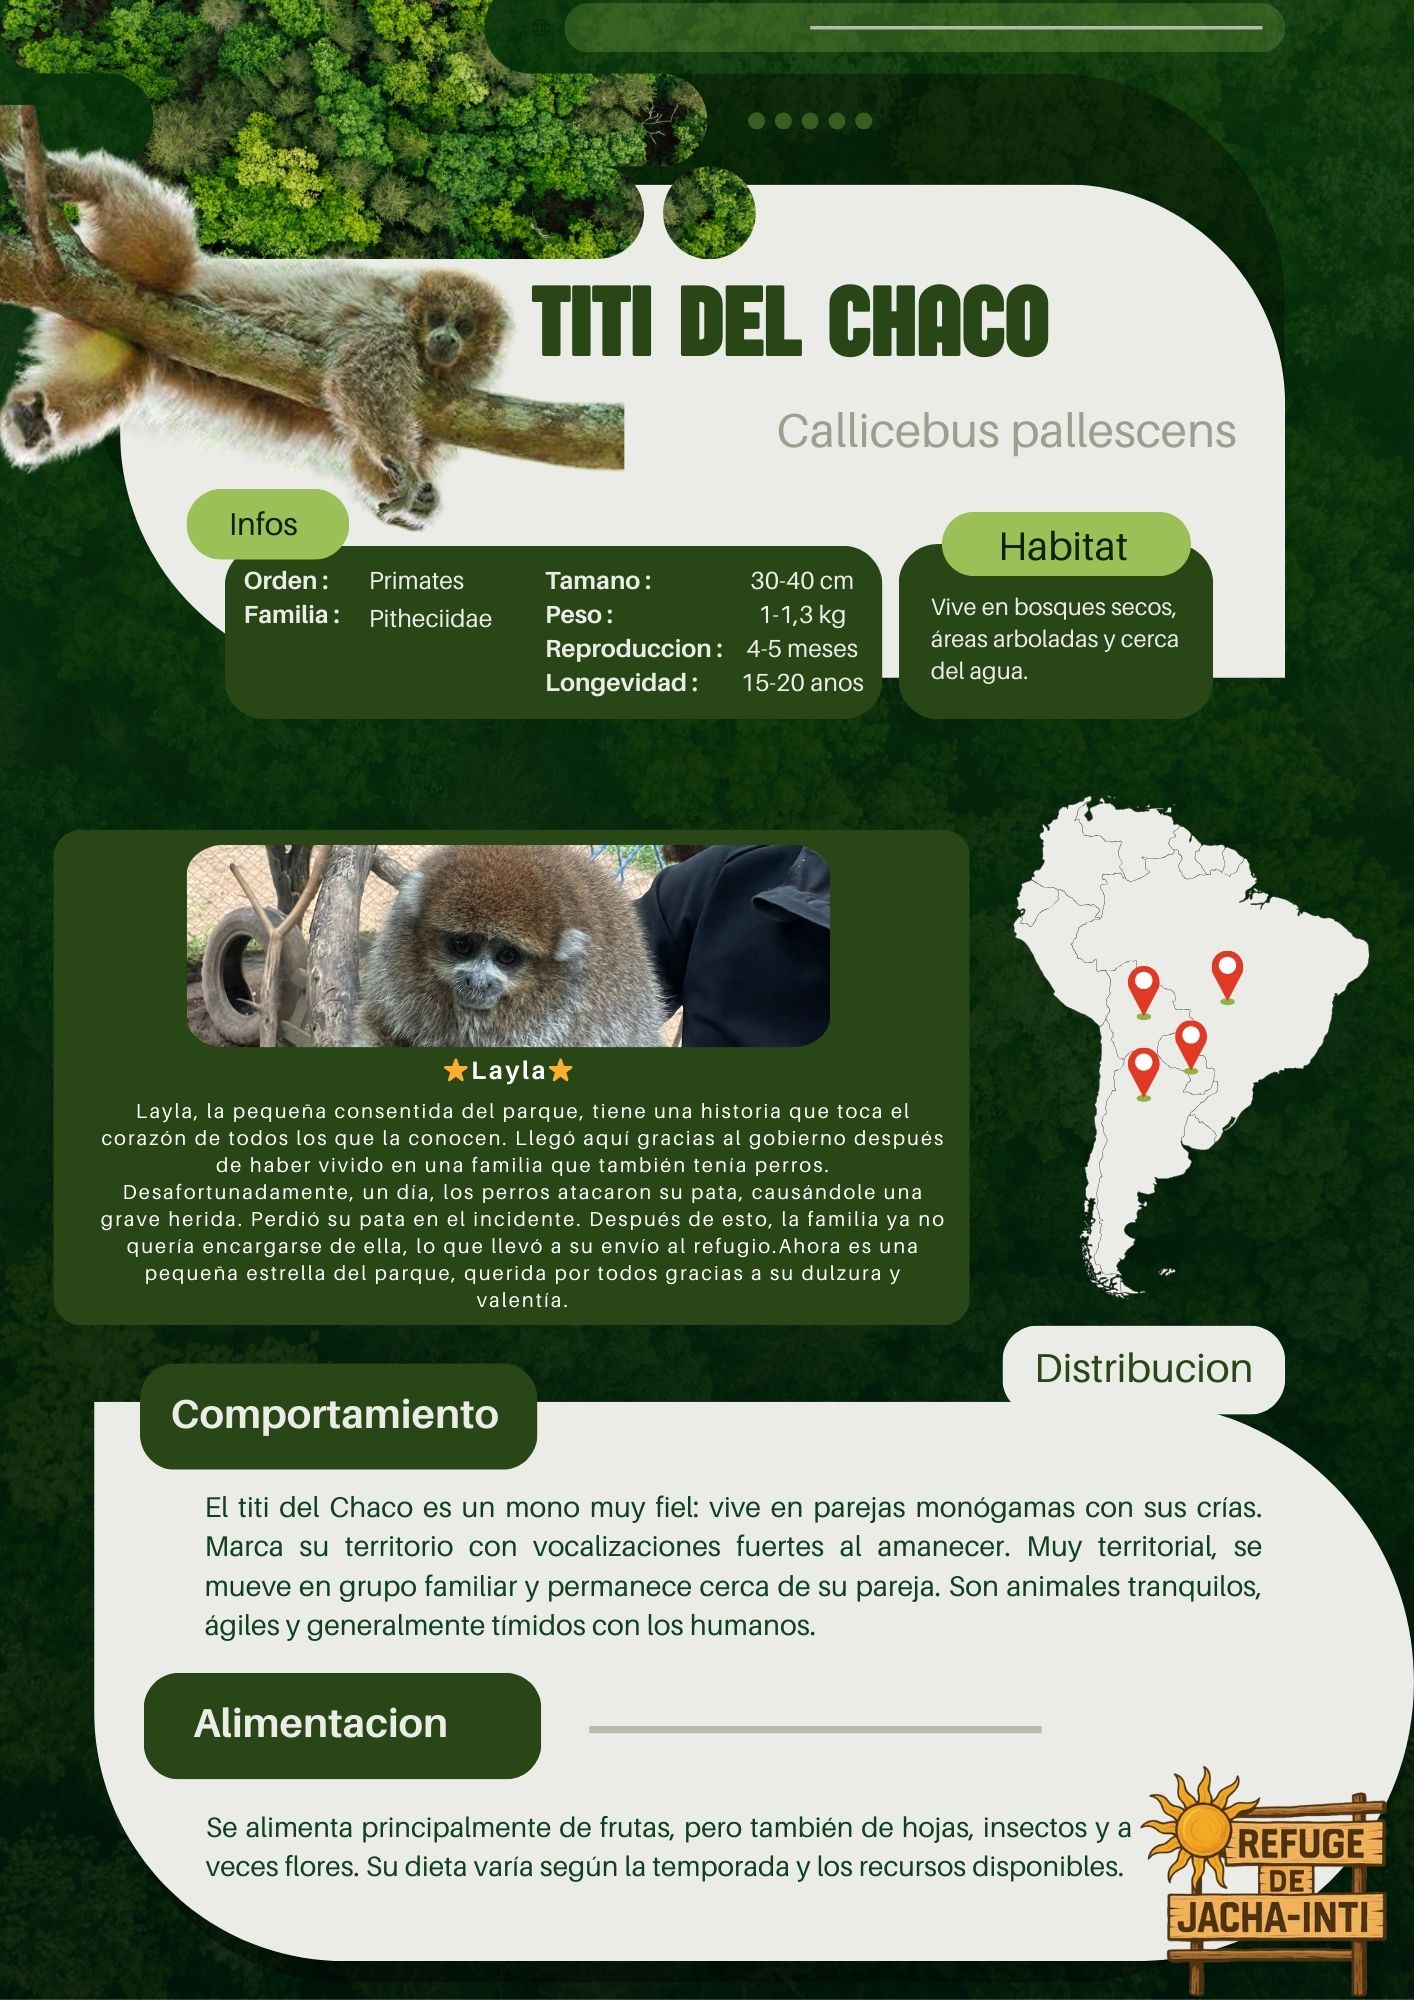 TITI DEL CHACO
Callicebus pallescens
Infos
Orden : Primates
Familia : Pitheciidae
Tamano : 30-40 cm
Peso : 1-1,3 kg
Reproduccion : 4-5 meses
Longevidad : 15-20 anos
Habitat
Vive en bosques secos,
áreas arboladas y cerca
del agua.
⭐Layla⭐
Layla, la pequeña consentida del parque, tiene una historia que toca el
corazón de todos los que la conocen. Llegó aquí gracias al gobierno después
de haber vivido en una familia que también tenía perros.
Desafortunadamente, un día, los perros atacaron su pata, causándole una
grave herida. Perdió su pata en el incidente. Después de esto, la familia ya no
quería encargarse de ella, lo que llevó a su envío al refugio.Ahora es una
pequeña estrella del parque, querida por todos gracias a su dulzura y
valentía.
Distribucion
Comportamiento
El titi del Chaco es un mono muy fiel: vive en parejas monógamas con sus crías.
Marca su territorio con vocalizaciones fuertes al amanecer. Muy territorial, se
mueve en grupo familiar y permanece cerca de su pareja. Son animales tranquilos,
ágiles y generalmente tímidos con los humanos.
Alimentacion
Se alimenta principalmente de frutas, pero también de hojas, insectos y a
veces flores. Su dieta varía según la temporada y los recursos disponibles.
REFUGE
DE
JACHA-INTI